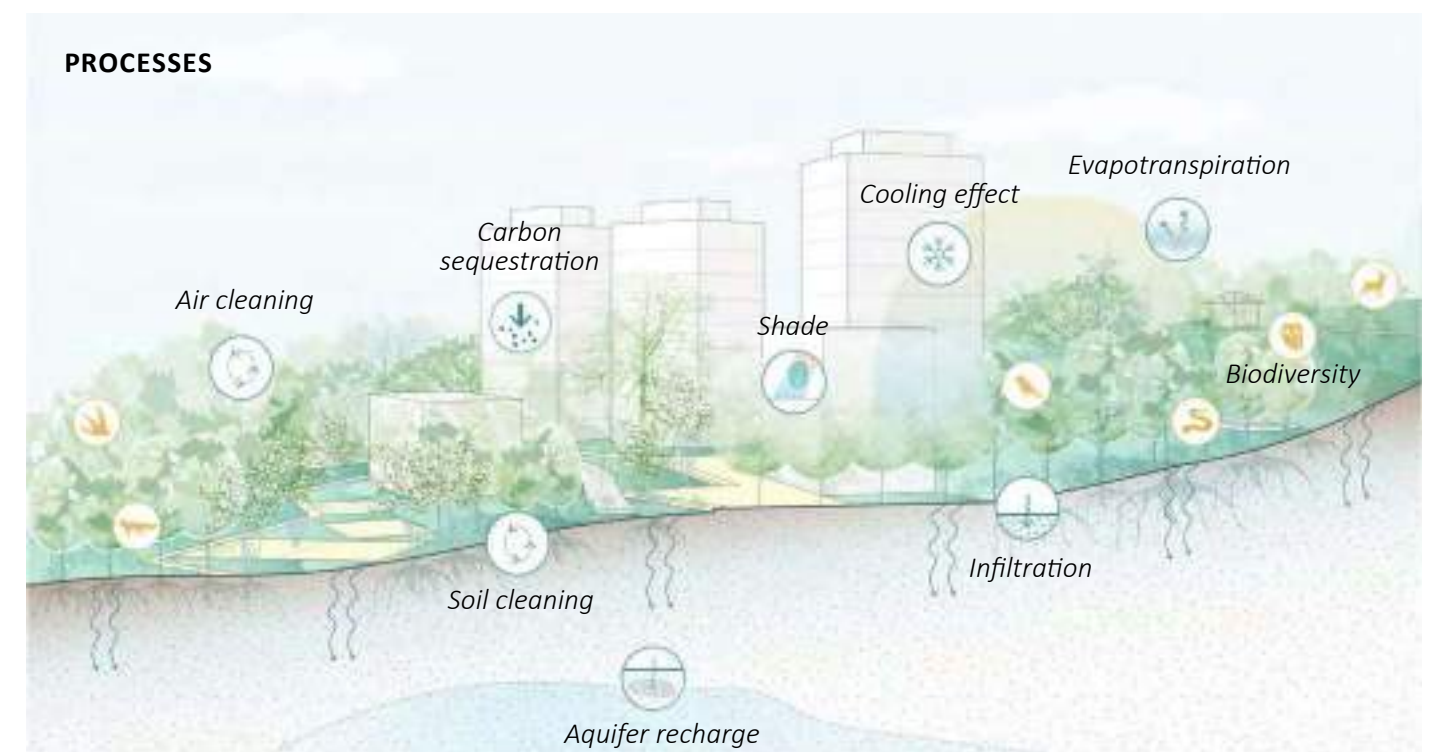 PROCESSES
Evapotranspiration
Cooling effect
Carbon
sequestration
Air cleaning
Shade
Biodiversity
Infiltration
Soil cleaning
Aquifer recharge